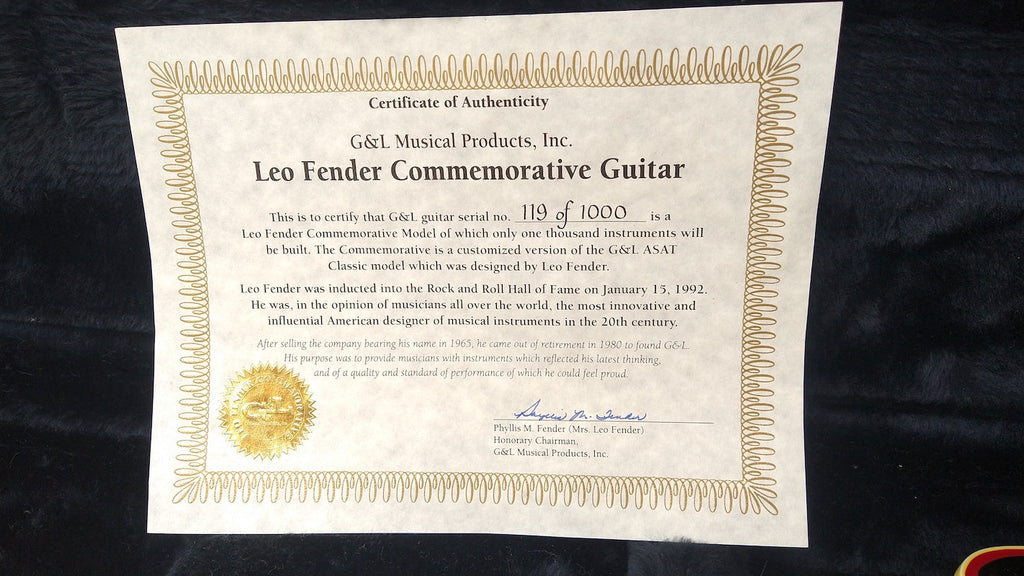 Certificate of Authenticity
G&L Musical Products, Inc.
Leo Fender Commemorative Guitar
This is to certify that G&L guitar serial no. 119 of 1000 is a
Leo Fender Commemorative Model of which only one thousand instruments will
be built. The Commemorative is a customized version of the G&L ASAT
Classic model which was designed by Leo Fender.
Leo Fender was inducted into the Rock and Roll Hall of Fame on January 15, 1992.
He was, in the opinion of musicians all over the world, the most innovative and
influential American designer of musical instruments in the 20th century.
After selling the company bearing his name in 1965, he came out of retirement in 1980 to found G&L.
His purpose was to provide musicians with instruments which reflected his latest thinking,
and of a quality and standard of performance of which he could feel proud.
Phyllis M. Fender
Phyllis M. Fender (Mrs. Leo Fender)
Honorary Chairman,
G&L Musical Products, Inc.